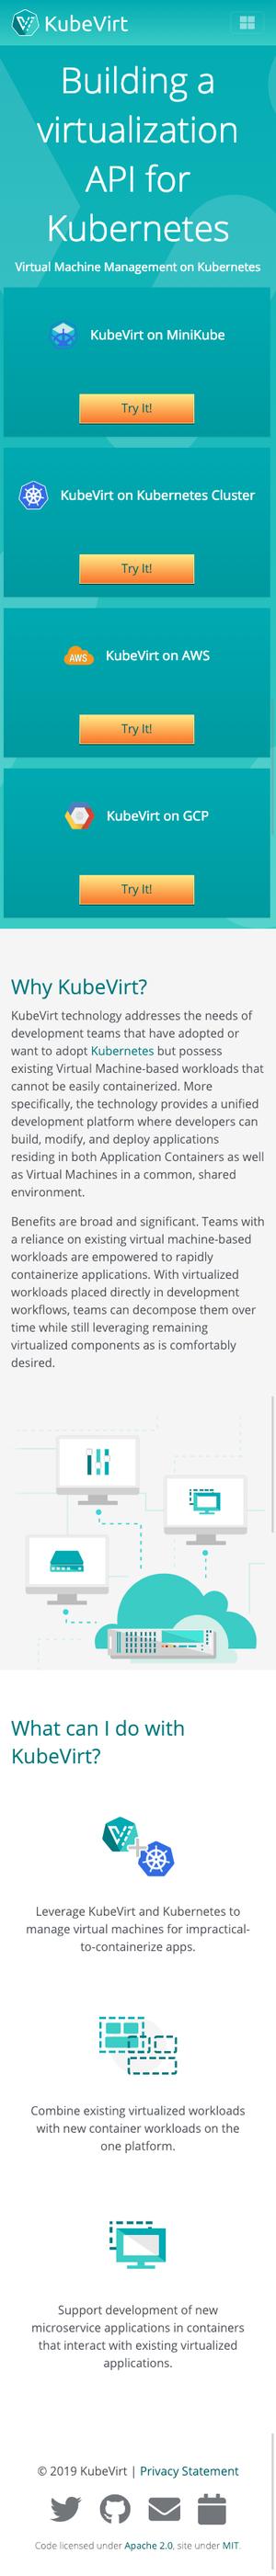 KubeVirt
Building a
virtualization
API for
Kubernetes
Virtual Machine Management on Kubernetes
KubeVirt on MiniKube
Try It!
KubeVirt on Kubernetes Cluster
Try It!
AWS
KubeVirt on AWS
Try It!
KubeVirt on GCP
Try It!
Why KubeVirt?
KubeVirt technology addresses the needs of
development teams that have adopted or
want to adopt Kubernetes but possess
existing Virtual Machine-based workloads that
cannot be easily containerized. More
specifically, the technology provides a unified
development platform where developers can
build, modify, and deploy applications
residing in both Application Containers as well
as Virtual Machines in a common, shared
environment.
Benefits are broad and significant. Teams with
a reliance on existing virtual machine-based
workloads are empowered to rapidly
containerize applications. With virtualized
workloads placed directly in development
workflows, teams can decompose them over
time while still leveraging remaining
virtualized components as is comfortably
desired.
What can I do with
KubeVirt?
Leverage KubeVirt and Kubernetes to
manage virtual machines for impractical-
to-containerize apps.
Combine existing virtualized workloads
with new container workloads on the
one platform.
Support development of new
microservice applications in containers
that interact with existing virtualized
applications.
© 2019 KubeVirt | Privacy Statement
Code licensed under Apache 2.0, site under MIT.